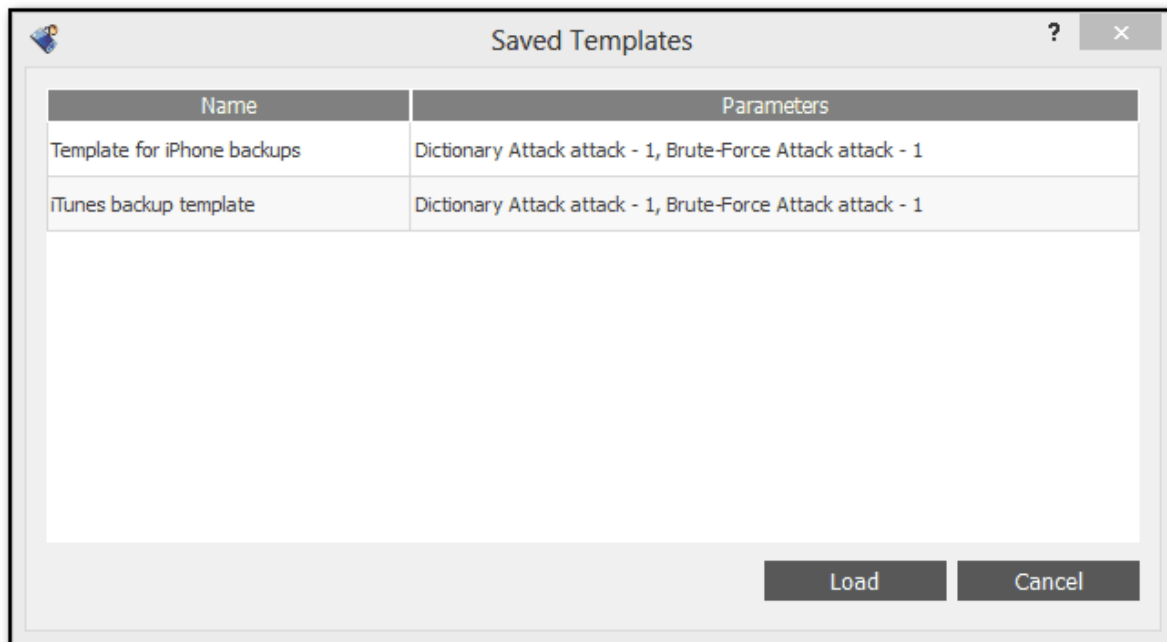 Saved Templates
?
×
Name Parameters
Template for iPhone backups Dictionary Attack attack - 1, Brute-Force Attack attack - 1
iTunes backup template Dictionary Attack attack - 1, Brute-Force Attack attack - 1
Load Cancel